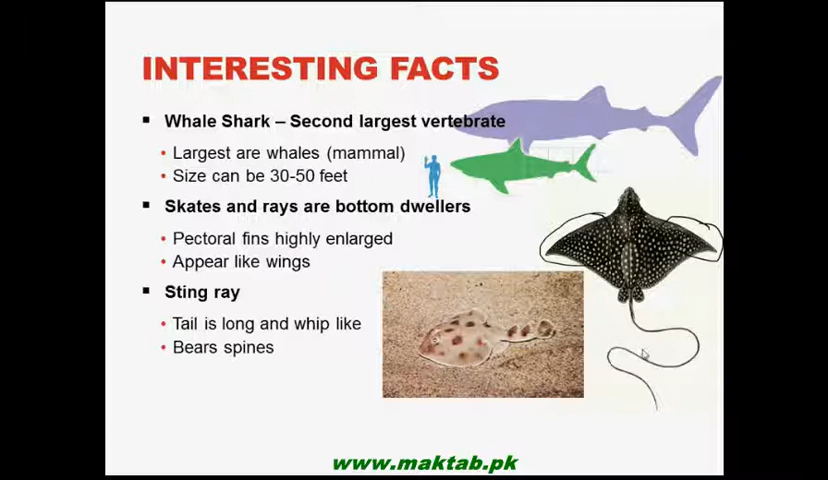 INTERESTING FACTS
Whale Shark – Second largest vertebrate
Largest are whales (mammal)
Size can be 30-50 feet
Skates and rays are bottom dwellers
Pectoral fins highly enlarged
Appear like wings
Sting ray
Tail is long and whip like
Bears spines
www.maktab.pk